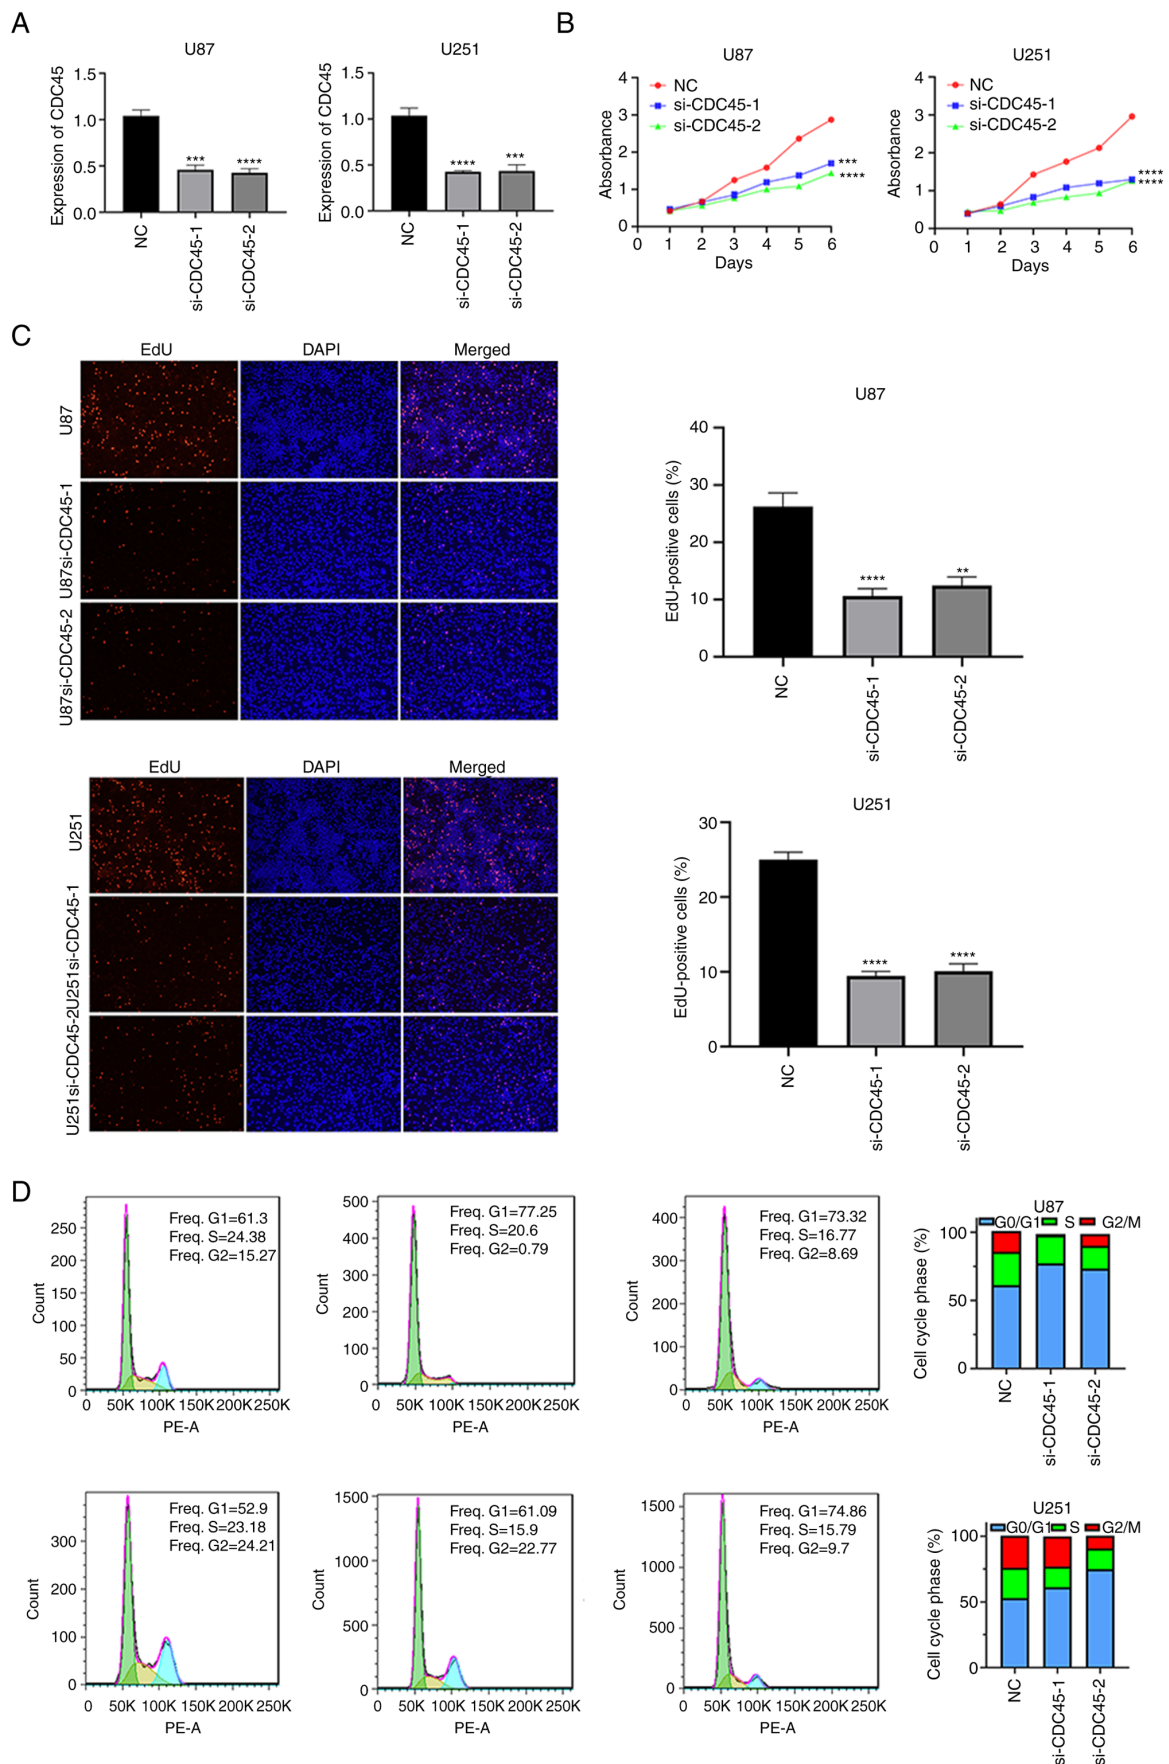 A
U87
Expression of CDC45
1.5
1.0
0.5
0.0
***
****
NC
si-CDC45-1
si-CDC45-2
U251
Expression of CDC45
1.5
1.0
0.5
0.0
****
***
NC
si-CDC45-1
si-CDC45-2
B
U87
Absorbance
4
3
2
1
0
NC
si-CDC45-1
si-CDC45-2
***
****
0 1 2 3 4 5 6
Days
U251
Absorbance
4
3
2
1
0
NC
si-CDC45-1
si-CDC45-2
****
****
0 1 2 3 4 5 6
Days
C
EdU DAPI Merged
U87
U87si-CDC45-1
U87si-CDC45-2
U87
EdU-positive cells (%)
40
30
20
10
0
****
**
NC
si-CDC45-1
si-CDC45-2
EdU DAPI Merged
U251
U251si-CDC45-1
U251si-CDC45-2
U251
EdU-positive cells (%)
30
20
10
0
****
****
NC
si-CDC45-1
si-CDC45-2
D
Count
250
200
150
100
50
0
Freq. G1=61.3
Freq. S=24.38
Freq. G2=15.27
0 50K 100K 150K 200K 250K
PE-A
Count
500
400
300
200
100
0
Freq. G1=77.25
Freq. S=20.6
Freq. G2=0.79
0 50K 100K 150K 200K 250K
PE-A
Count
400
300
200
100
0
Freq. G1=73.32
Freq. S=16.77
Freq. G2=8.69
0 50K 100K 150K 200K 250K
PE-A
U87
G0/G1 S G2/M
Cell cycle phase (%)
100
50
0
NC
si-CDC45-1
si-CDC45-2
Count
300
200
100
0
Freq. G1=52.9
Freq. S=23.18
Freq. G2=24.21
0 50K 100K 150K 200K 250K
PE-A
Count
1500
1000
500
0
Freq. G1=61.09
Freq. S=15.9
Freq. G2=22.77
0 50K 100K 150K 200K 250K
PE-A
Count
1500
1000
500
0
Freq. G1=74.86
Freq. S=15.79
Freq. G2=9.7
0 50K 100K 150K 200K 250K
PE-A
U251
G0/G1 S G2/M
Cell cycle phase (%)
100
50
0
NC
si-CDC45-1
si-CDC45-2